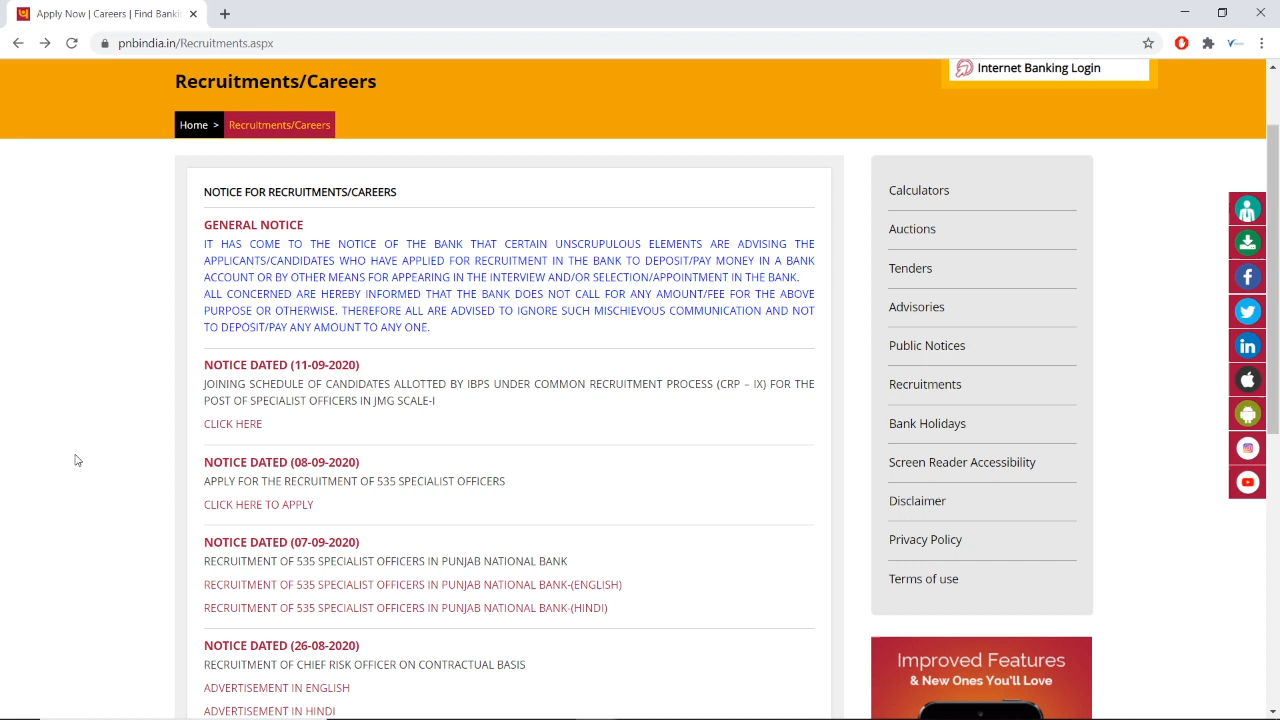 Apply Now | Careers | Find Bankin
pnbindia.in/Recruitments.aspx
Recruitments/Careers
Internet Banking Login
Home >
Recruitments/Careers
NOTICE FOR RECRUITMENTS/CAREERS
GENERAL NOTICE
IT HAS COME TO THE NOTICE OF THE BANK THAT CERTAIN UNSCRUPULOUS ELEMENTS ARE ADVISING THE
APPLICANTS/CANDIDATES WHO HAVE APPLIED FOR RECRUITMENT IN THE BANK TO DEPOSIT/PAY MONEY IN A BANK
ACCOUNT OR BY OTHER MEANS FOR APPEARING IN THE INTERVIEW AND/OR SELECTION/APPOINTMENT IN THE BANK.
ALL CONCERNED ARE HEREBY INFORMED THAT THE BANK DOES NOT CALL FOR ANY AMOUNT/FEE FOR THE ABOVE
PURPOSE OR OTHERWISE. THEREFORE ALL ARE ADVISED TO IGNORE SUCH MISCHIEVOUS COMMUNICATION AND NOT
TO DEPOSIT/PAY ANY AMOUNT TO ANY ONE.
NOTICE DATED (11-09-2020)
JOINING SCHEDULE OF CANDIDATES ALLOTTED BY IBPS UNDER COMMON RECRUITMENT PROCESS (CRP – IX) FOR THE
POST OF SPECIALIST OFFICERS IN JMG SCALE-I
CLICK HERE
NOTICE DATED (08-09-2020)
APPLY FOR THE RECRUITMENT OF 535 SPECIALIST OFFICERS
CLICK HERE TO APPLY
NOTICE DATED (07-09-2020)
RECRUITMENT OF 535 SPECIALIST OFFICERS IN PUNJAB NATIONAL BANK
RECRUITMENT OF 535 SPECIALIST OFFICERS IN PUNJAB NATIONAL BANK-(ENGLISH)
RECRUITMENT OF 535 SPECIALIST OFFICERS IN PUNJAB NATIONAL BANK-(HINDI)
NOTICE DATED (26-08-2020)
RECRUITMENT OF CHIEF RISK OFFICER ON CONTRACTUAL BASIS
ADVERTISEMENT IN ENGLISH
ADVERTISEMENT IN HINDI
Calculators
Auctions
Tenders
Advisories
Public Notices
Recruitments
Bank Holidays
Screen Reader Accessibility
Disclaimer
Privacy Policy
Terms of use
Improved Features
& New Ones You'll Love